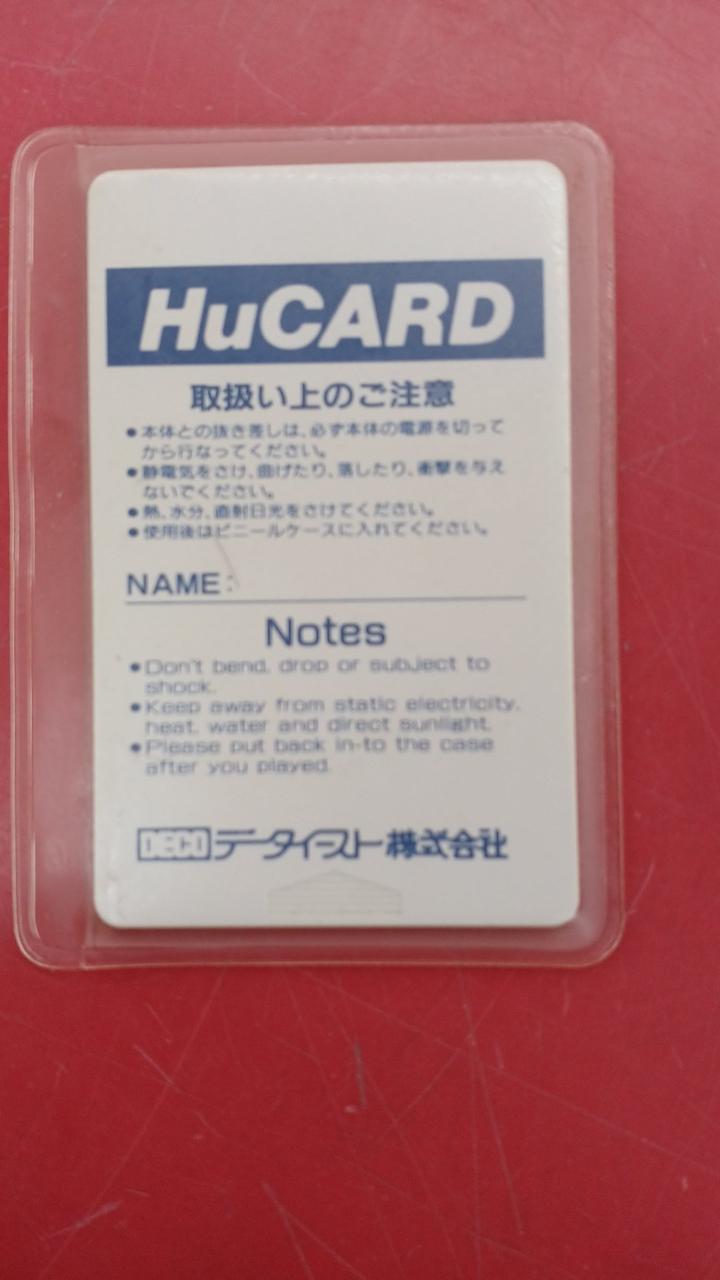 HuCARD
取扱い上のご注意
●本体との抜き差しは、必ず本体の電源を切って
から行なってください。
●静電気をさけ、曲げたり、落したり、衝撃を与え
ないでください。
●熱、水分、直射日光をさけてください。
●使用後はビニールケースに入れてください。
NAME:
Notes
●Don't bend, drop or subject to
shock.
●Keep away from static electricity,
heat, water and direct sunlight.
●Please put back in-to the case
after you played.
DECO データイースト株式会社